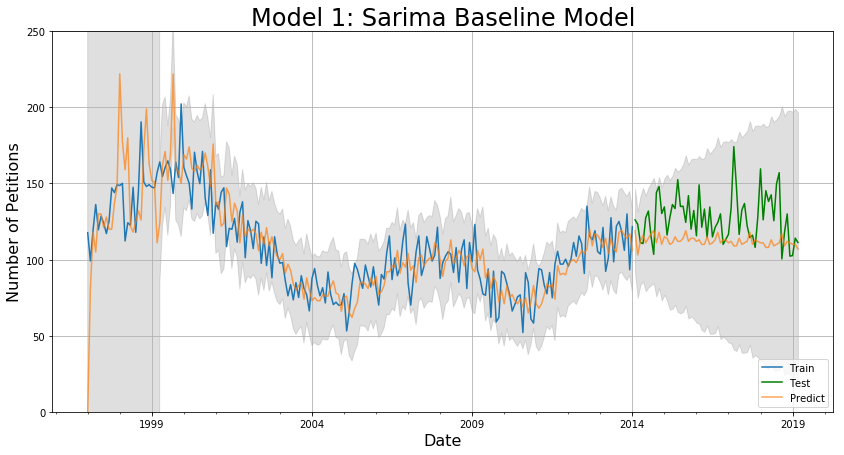 Model 1: Sarima Baseline Model
250
200
150
100
50
0
Number of Petitions
1999
2004
2009
2014
2019
Date
Train
Test
Predict